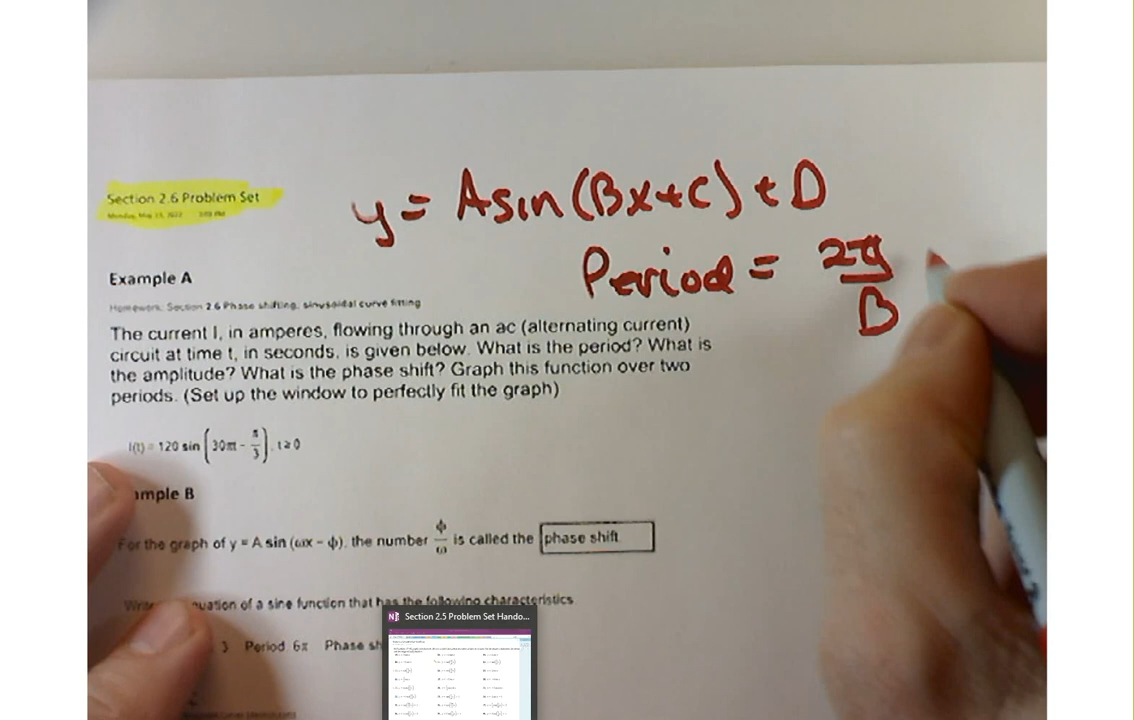 Section 2.6 Problem Set
y = A sin (Bx + C) + D
Monday, May 23, 2022
Period = 2π/B
Example A
Homework: Section 2.6 Phase shifting, sinusoidal curve fitting
The current I, in amperes, flowing through an ac (alternating current)
circuit at time t, in seconds, is given below. What is the period? What is
the amplitude? What is the phase shift? Graph this function over two
periods. (Set up the window to perfectly fit the graph)
I(t) = 120 sin (30πt - π/3), t ≥ 0
ample B
For the graph of y = A sin (ωx - ϕ), the number ϕ/ω is called the phase shift
uation of a sine function that has the following characteristics
3 Period 6π Phase sh
Section 2.5 Problem Set Hando...